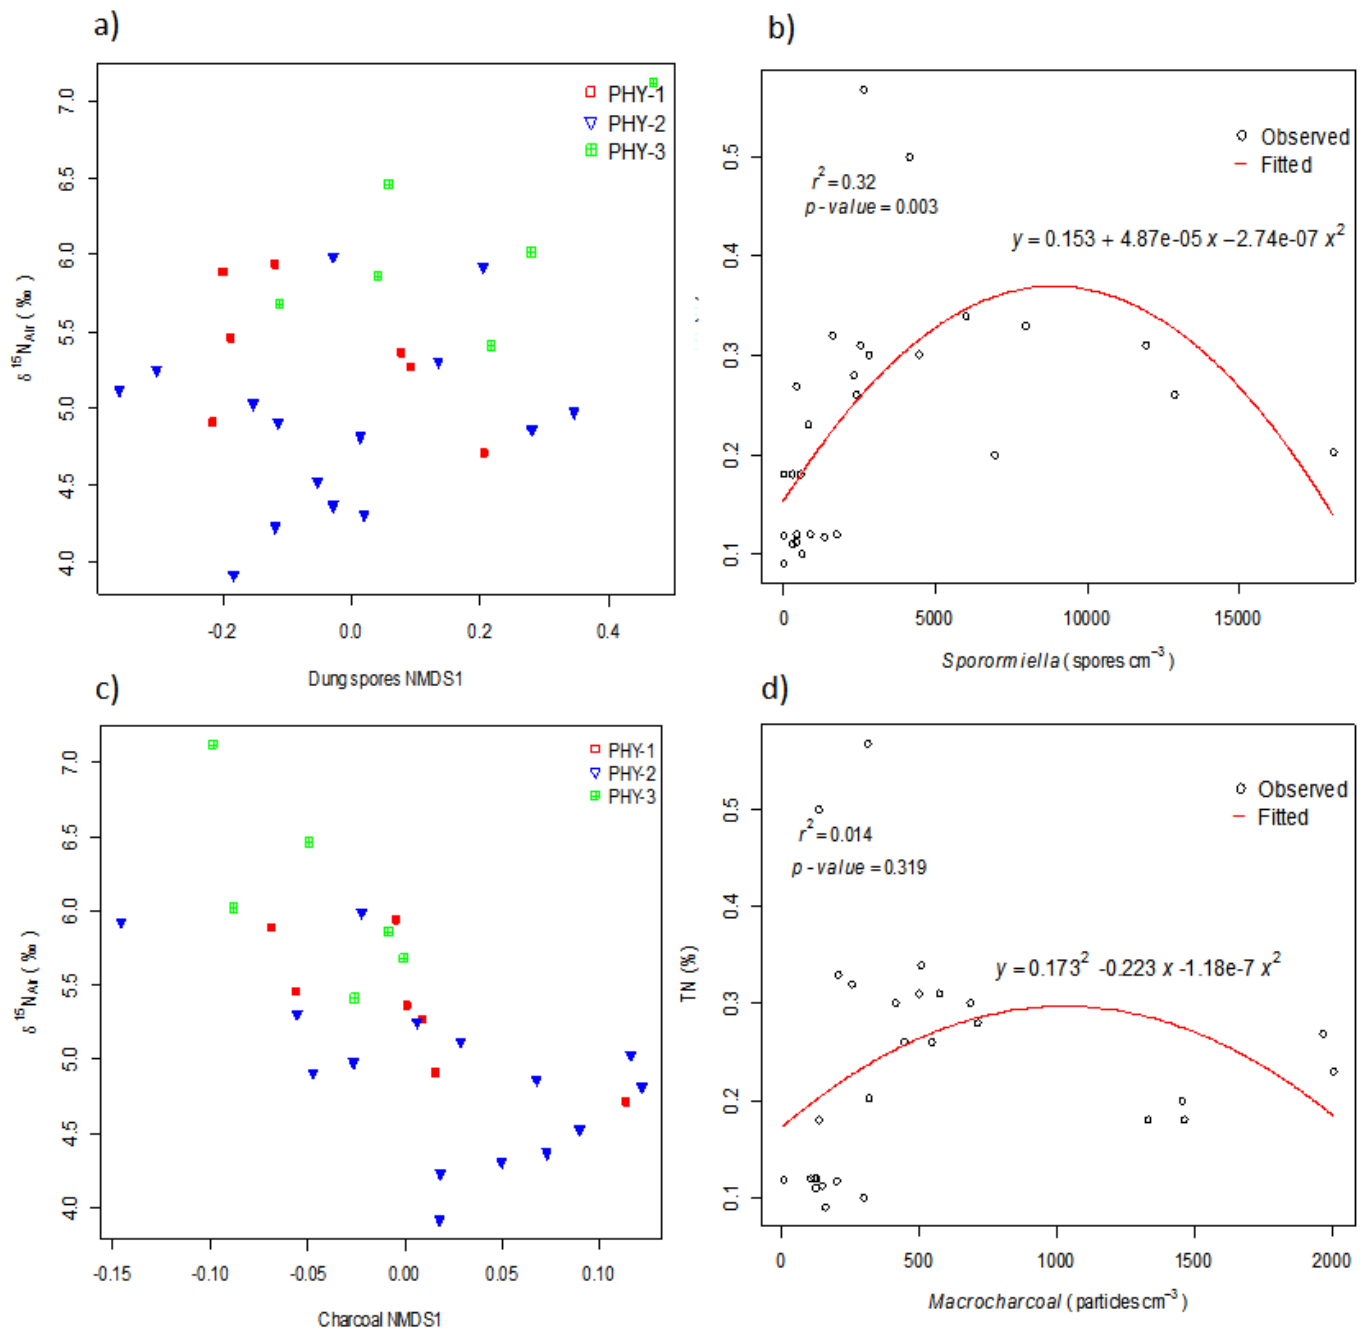 a)
7.0
6.5
6.0
5.5
5.0
4.5
4.0
δ ¹⁵N Air ( ‰ )
PHY-1
PHY-2
PHY-3
-0.2
0.0
0.2
0.4
Dung spores NMDS1
b)
0.5
0.4
0.3
0.2
0.1
Observed
Fitted
r² = 0.32
p - value = 0.003
y = 0.153 + 4.87e-05 x −2.74e-07 x²
0
5000
10000
15000
Sporormiella ( spores cm⁻³ )
c)
7.0
6.5
6.0
5.5
5.0
4.5
4.0
δ ¹⁵N Air ( ‰ )
PHY-1
PHY-2
PHY-3
-0.15
-0.10
-0.05
0.00
0.05
0.10
Charcoal NMDS1
d)
0.5
0.4
0.3
0.2
0.1
TN (%)
Observed
Fitted
r² = 0.014
p - value = 0.319
y = 0.173² -0.223 x -1.18e-7 x²
0
500
1000
1500
2000
Macrocharcoal ( particles cm⁻³ )